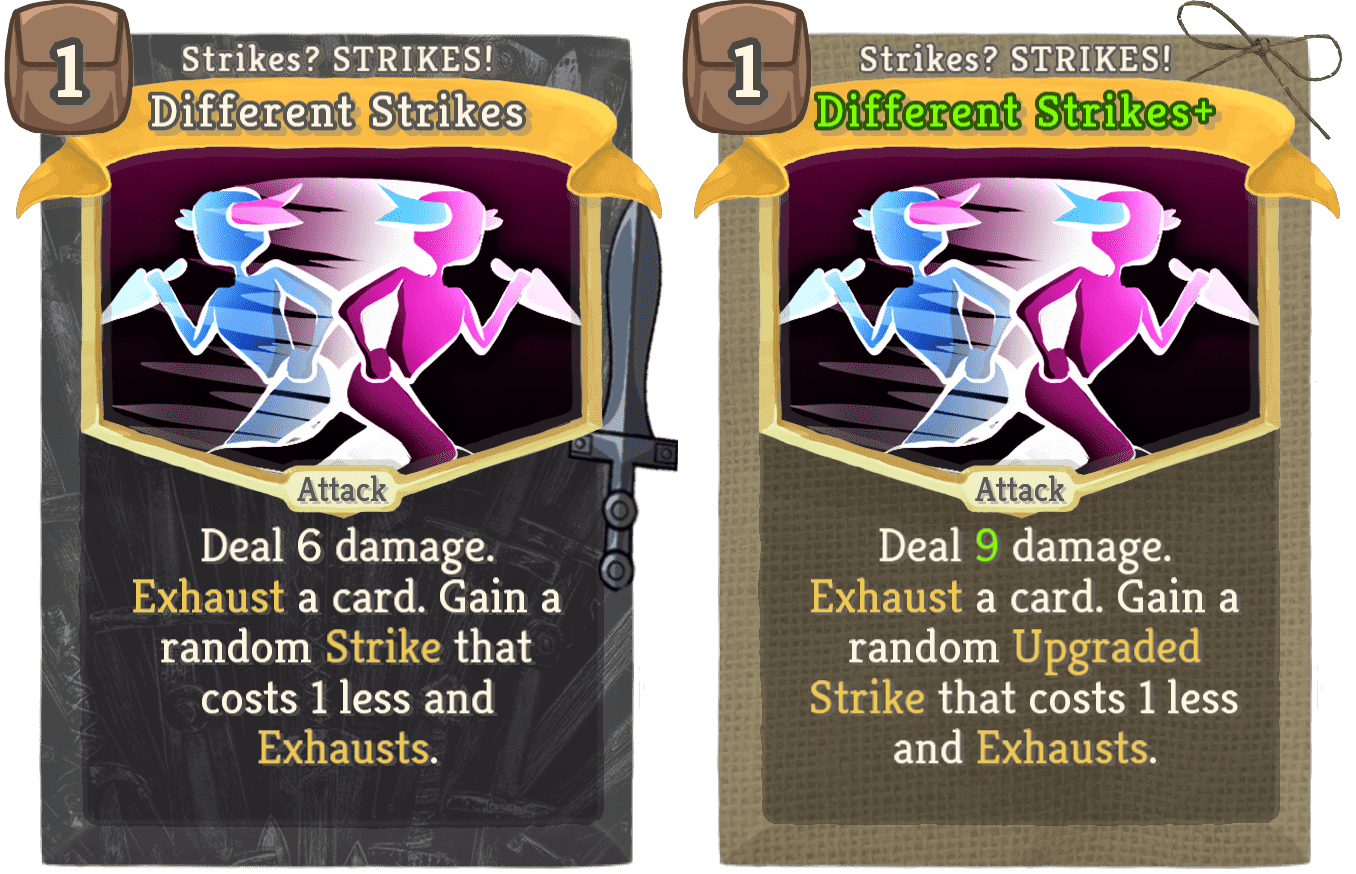 1
Strikes? STRIKES!
Different Strikes
Attack
Deal 6 damage.
Exhaust a card. Gain a
random Strike that
costs 1 less and
Exhausts.
1
Strikes? STRIKES!
Different Strikes+
Attack
Deal 9 damage.
Exhaust a card. Gain a
random Upgraded
Strike that costs 1 less
and Exhausts.